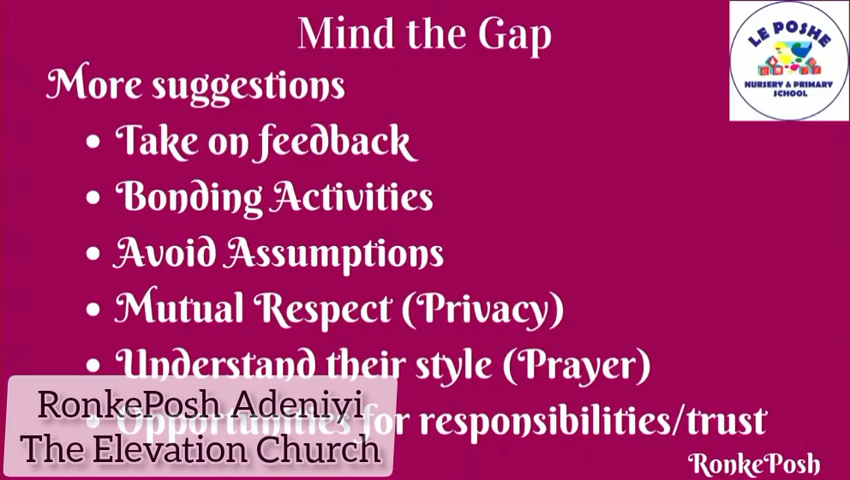 Mind the Gap
LE POSHE
NURSERY & PRIMARY
SCHOOL
More suggestions
• Take on feedback
• Bonding Activities
• Avoid Assumptions
• Mutual Respect (Privacy)
• Understand their style (Prayer)
• Opportunities for responsibilities/trust
RonkePosh Adeniyi
The Elevation Church
RonkePosh